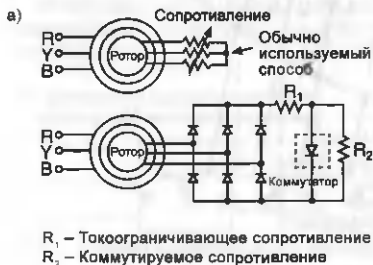 а)
Сопротивление
R
Y
B
Ротор
Обычно
используемый
способ
R₁
R
Y
B
Ротор
R₂
Коммутатор
R₁ – Токоограничивающее сопротивление
R₂ – Коммутируемое сопротивление